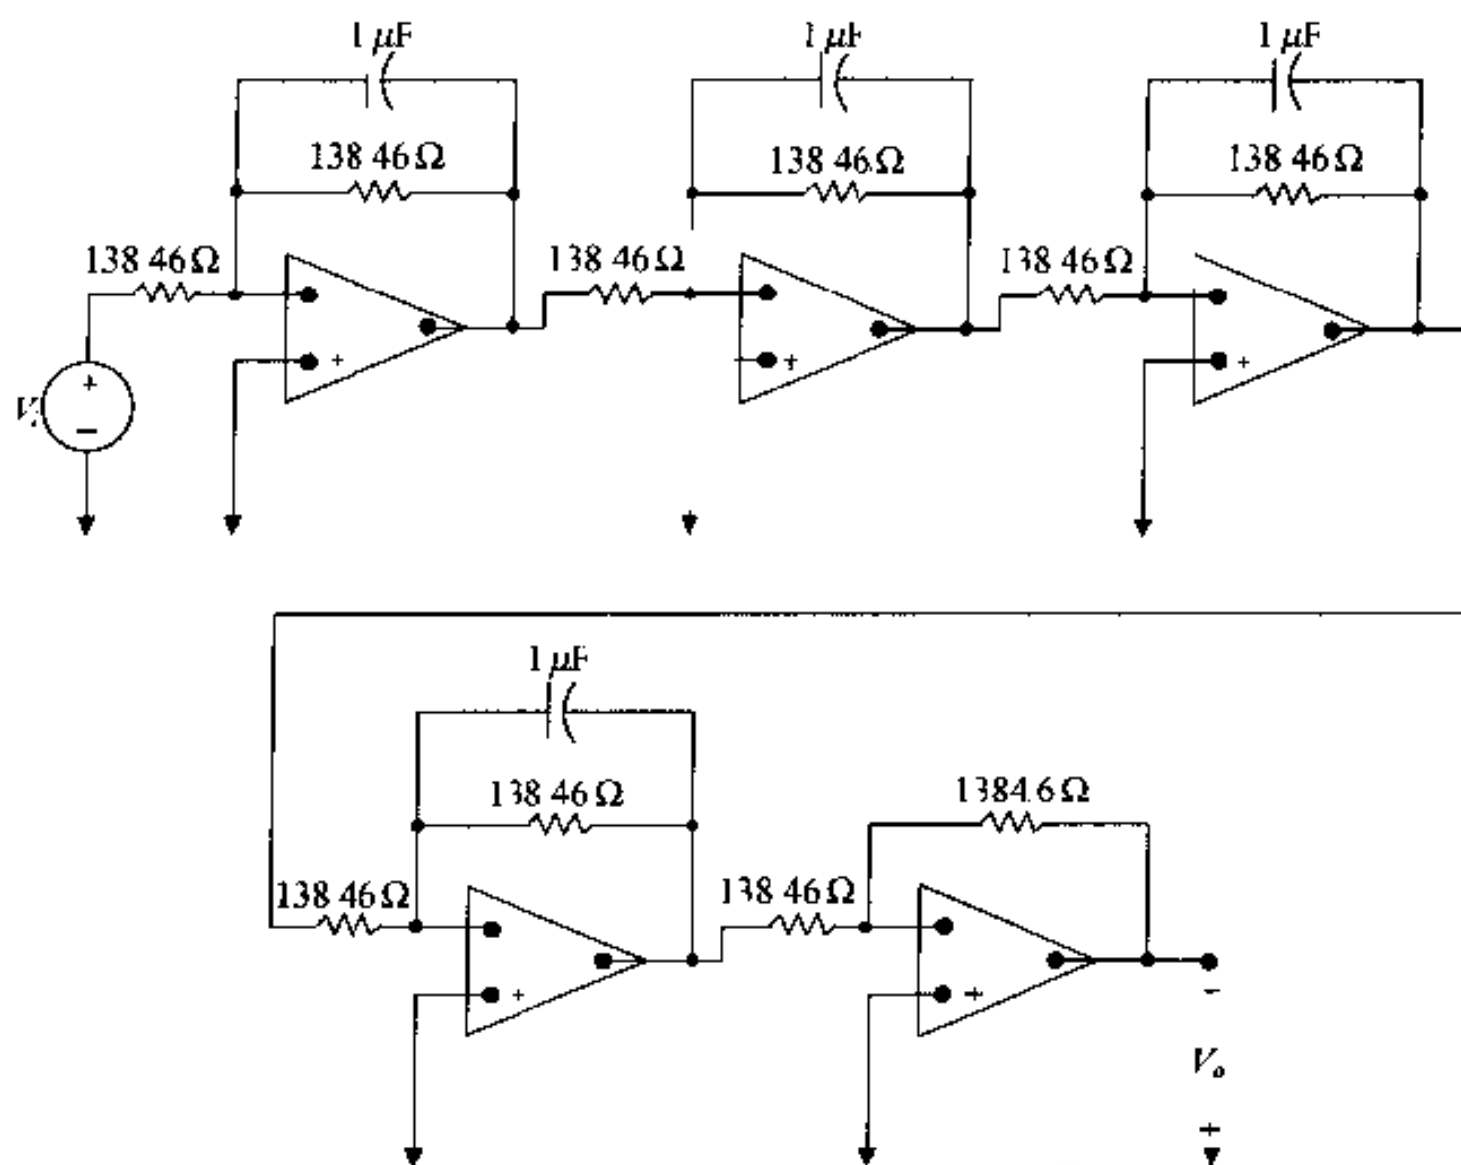 1 μF 1 μF 1 μF
138 46 Ω 138 46 Ω 138 46 Ω
138 46 Ω 138 46 Ω 138 46 Ω
+ + +
+
−
1 μF
138 46 Ω 1384.6 Ω
138 46 Ω 138 46 Ω
+ +
−
Vₒ
+